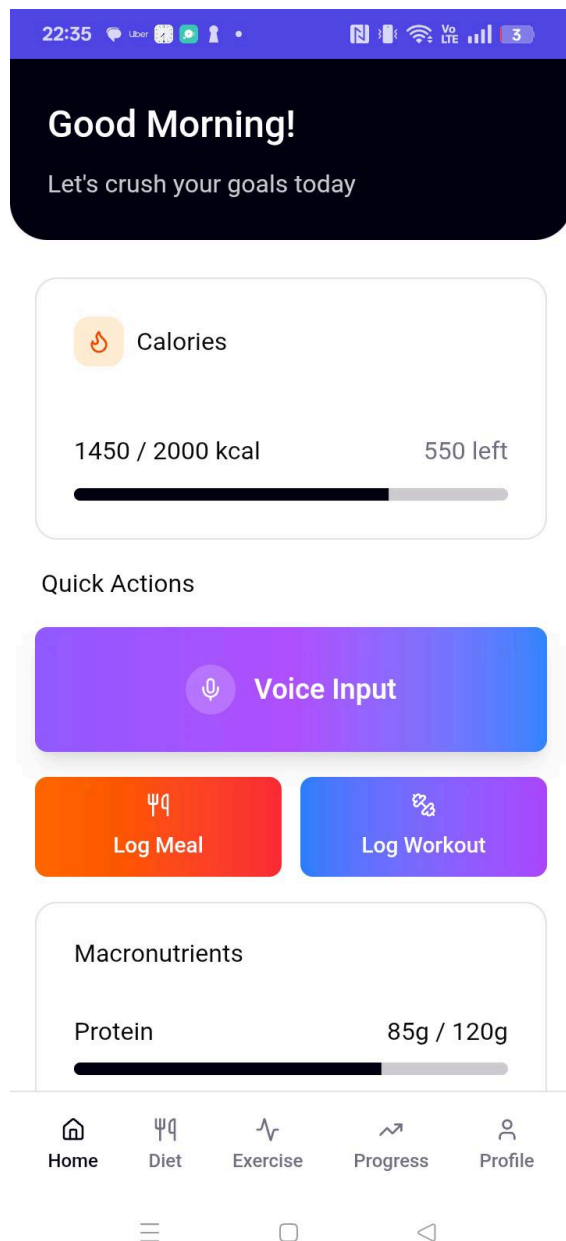 22:35 Uber Vo LTE 3
Good Morning!
Let's crush your goals today
Calories
1450 / 2000 kcal 550 left
Quick Actions
Voice Input
Log Meal Log Workout
Macronutrients
Protein 85g / 120g
Home Diet Exercise Progress Profile